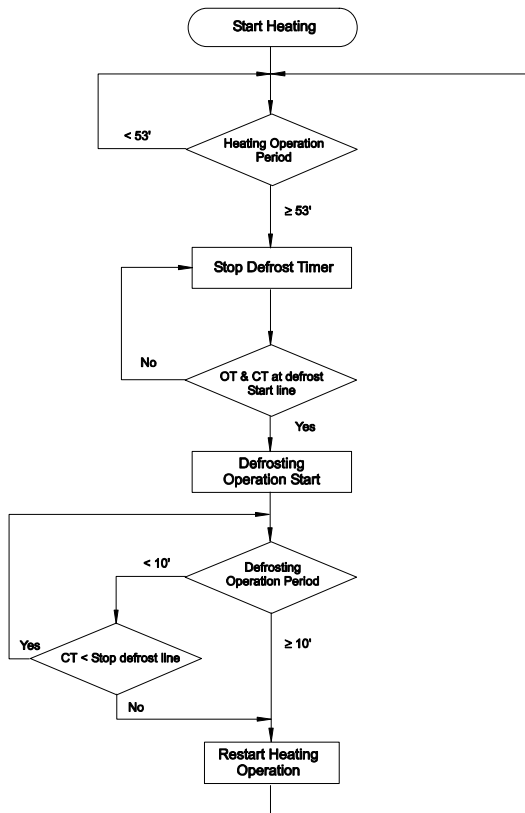 Start Heating
< 53'
Heating Operation
Period
≥ 53'
Stop Defrost Timer
No
OT & CT at defrost
Start line
Yes
Defrosting
Operation Start
< 10'
Defrosting
Operation Period
Yes
CT < Stop defrost line
≥ 10'
No
Restart Heating
Operation